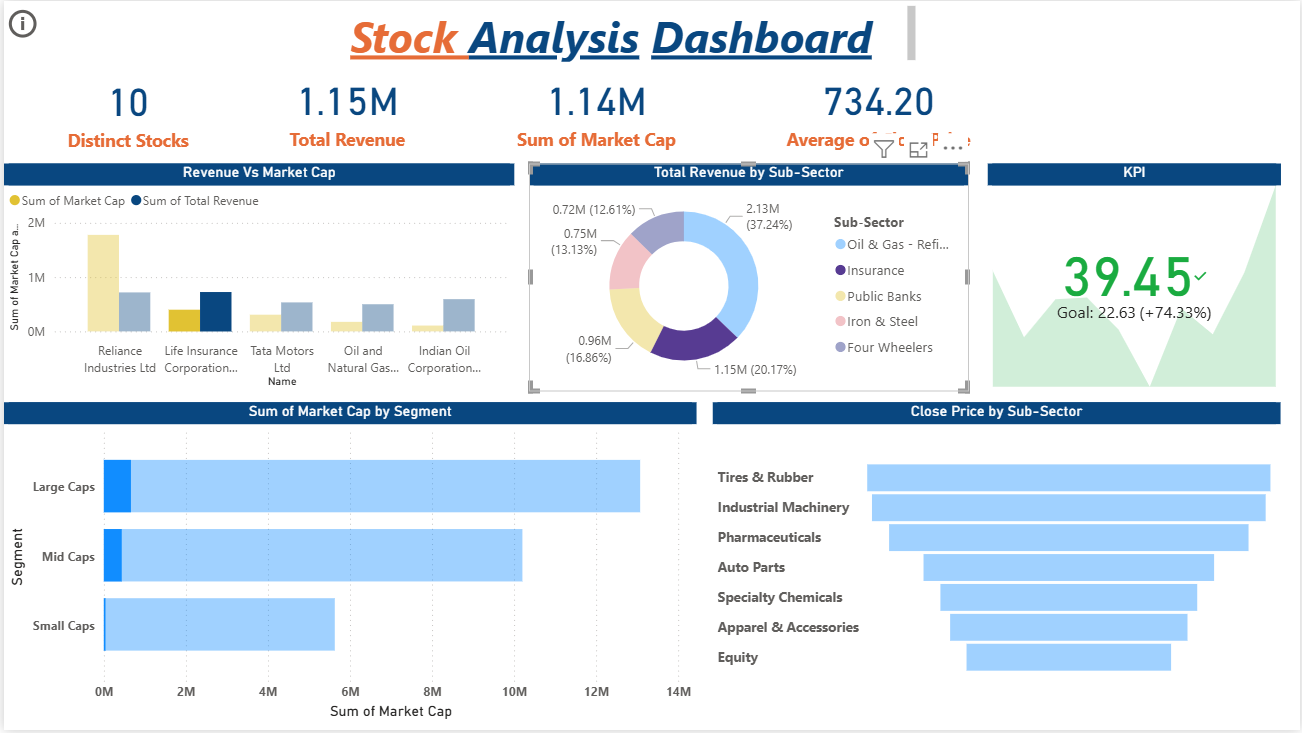 Stock Analysis Dashboard
10
Distinct Stocks
1.15M
Total Revenue
1.14M
Sum of Market Cap
734.20
Average
Revenue Vs Market Cap
Sum of Market Cap
Sum of Total Revenue
Sum of Market Cap a...
2M
1M
0M
Reliance
Industries Ltd
Life Insurance
Corporation...
Tata Motors
Ltd
Oil and
Natural Gas...
Indian Oil
Corporation...
Name
Total Revenue by Sub-Sector
0.72M (12.61%)
0.75M
(13.13%)
0.96M
(16.86%)
2.13M
(37.24%)
1.15M (20.17%)
Sub-Sector
Oil & Gas - Refi...
Insurance
Public Banks
Iron & Steel
Four Wheelers
KPI
39.45
Goal: 22.63 (+74.33%)
Sum of Market Cap by Segment
Segment
Large Caps
Mid Caps
Small Caps
0M
2M
4M
6M
8M
10M
12M
14M
Sum of Market Cap
Close Price by Sub-Sector
Tires & Rubber
Industrial Machinery
Pharmaceuticals
Auto Parts
Specialty Chemicals
Apparel & Accessories
Equity